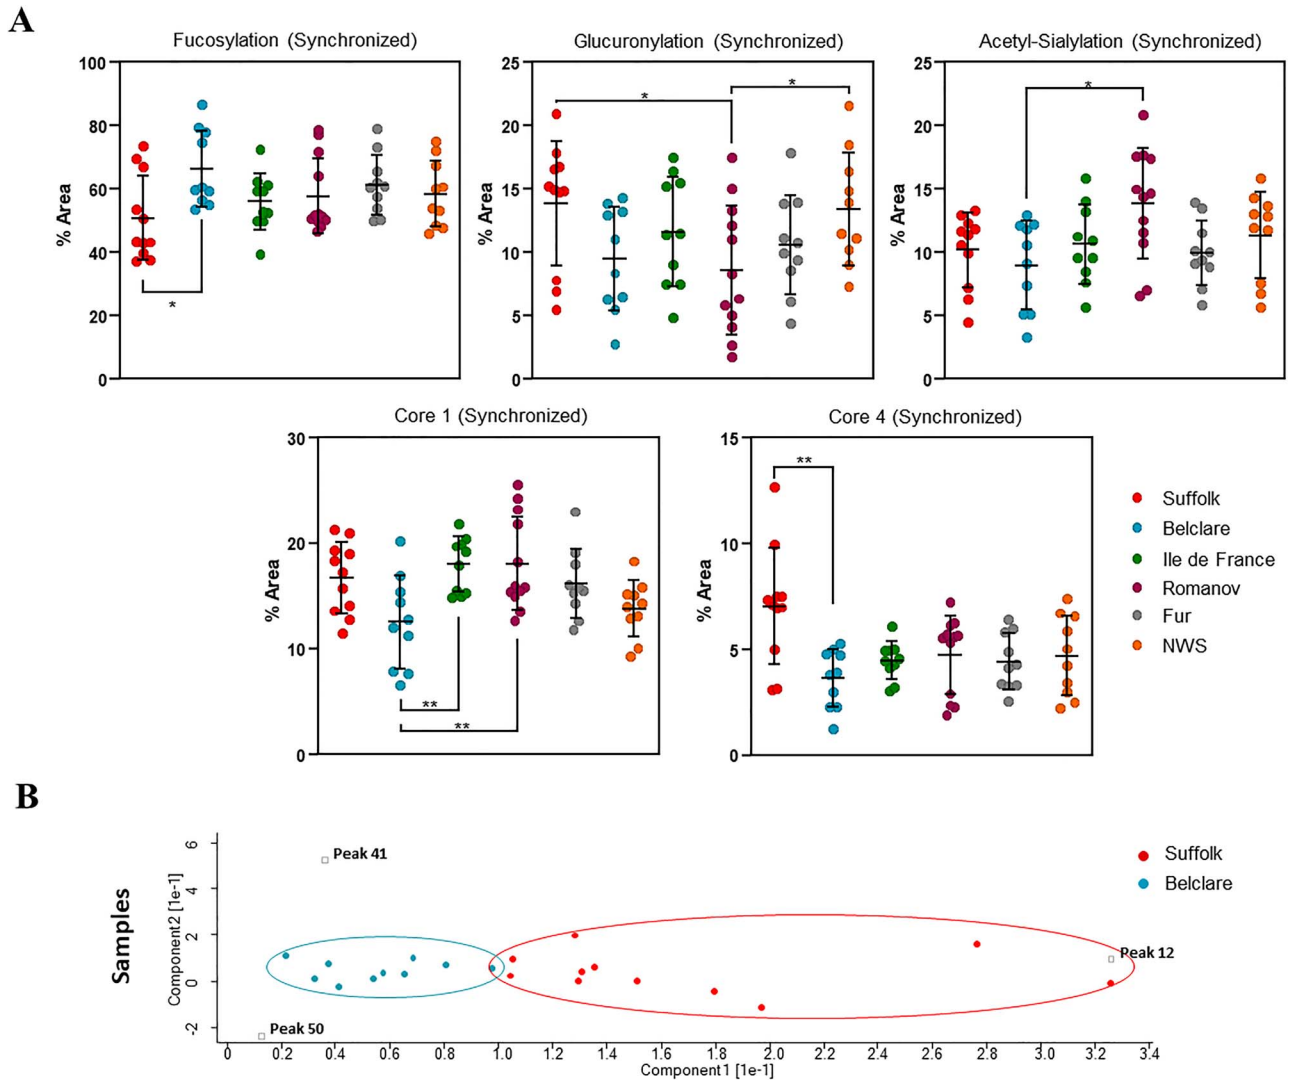 A
Fucosylation (Synchronized)
% Area
100
80
60
40
20
0
*
Glucuronylation (Synchronized)
% Area
25
20
15
10
5
0
*
*
Acetyl-Sialylation (Synchronized)
% Area
25
20
15
10
5
0
*
Core 1 (Synchronized)
% Area
30
20
10
0
**
**
Core 4 (Synchronized)
% Area
15
10
5
0
**
Suffolk
Belclare
Ile de France
Romanov
Fur
NWS
B
Samples
Component2 [1e-1]
6
4
2
0
-2
Peak 41
Peak 50
Peak 12
Suffolk
Belclare
0 0.2 0.4 0.6 0.8 1.0 1.2 1.4 1.6 1.8 2.0 2.2 2.4 2.6 2.8 3.0 3.2 3.4
Component1 [1e-1]